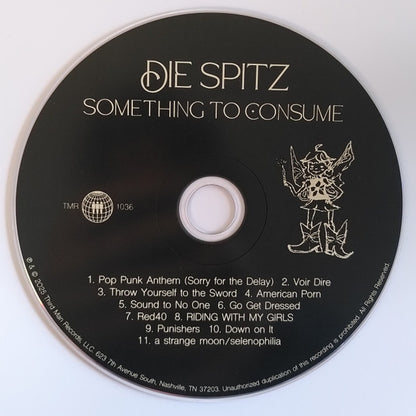 DIE SPITZ
SOMETHING TO CONSUME
TMR 1036
1. Pop Punk Anthem (Sorry for the Delay) 2. Voir Dire
3. Throw Yourself to the Sword 4. American Porn
5. Sound to No One 6. Go Get Dressed
7. Red40 8. RIDING WITH MY GIRLS
9. Punishers 10. Down on It
11. a strange moon/selenophilia
℗ & © 2025 Third Man Records, LLC. 623 7th Avenue South, Nashville, TN 37203. Unauthorized duplication of this recording is prohibited. All Rights Reserved.